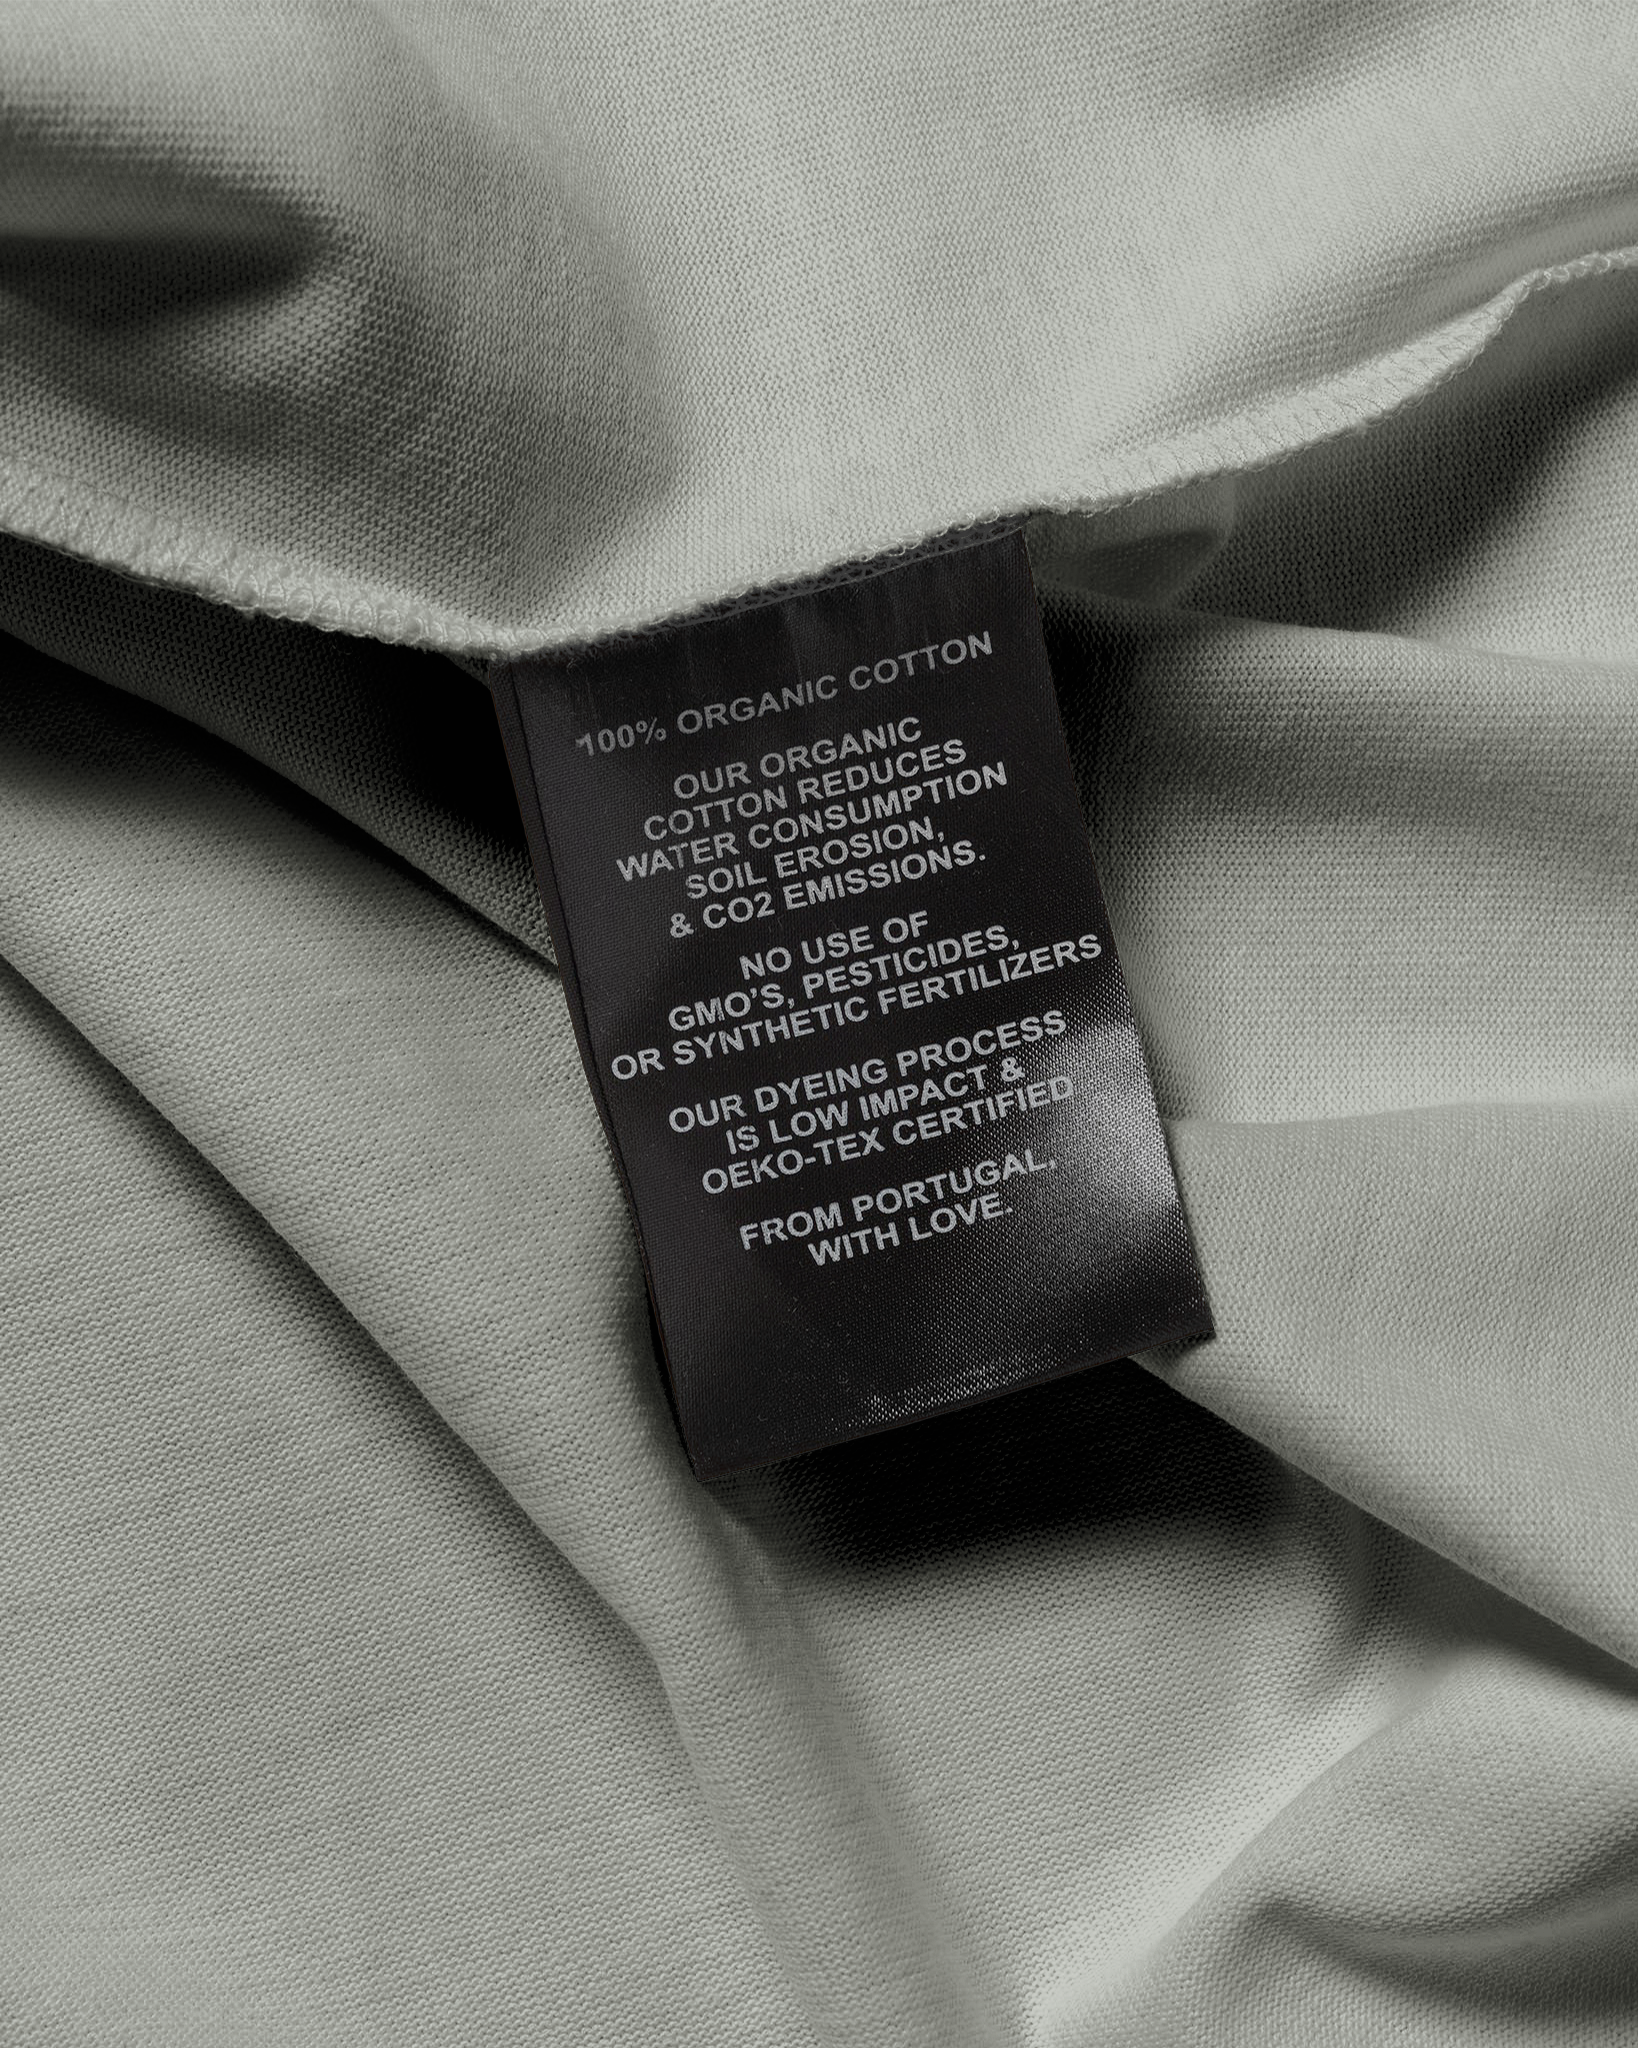 100% ORGANIC COTTON
OUR ORGANIC
COTTON REDUCES
WATER CONSUMPTION
SOIL EROSION,
& CO2 EMISSIONS.
NO USE OF
GMO'S, PESTICIDES,
OR SYNTHETIC FERTILIZERS
OUR DYEING PROCESS
IS LOW IMPACT &
OEKO-TEX CERTIFIED
FROM PORTUGAL,
WITH LOVE.